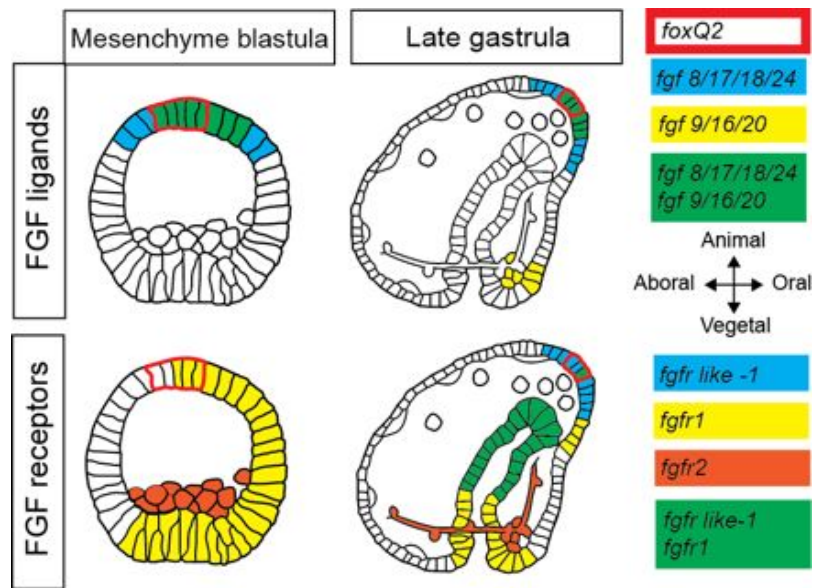 Mesenchyme blastula
Late gastrula
FGF ligands
foxQ2
fgf 8/17/18/24
fgf 9/16/20
fgf 8/17/18/24
fgf 9/16/20
Animal
Aboral
Oral
Vegetal
FGF receptors
fgfr like -1
fgfr1
fgfr2
fgfr like-1
fgfr1